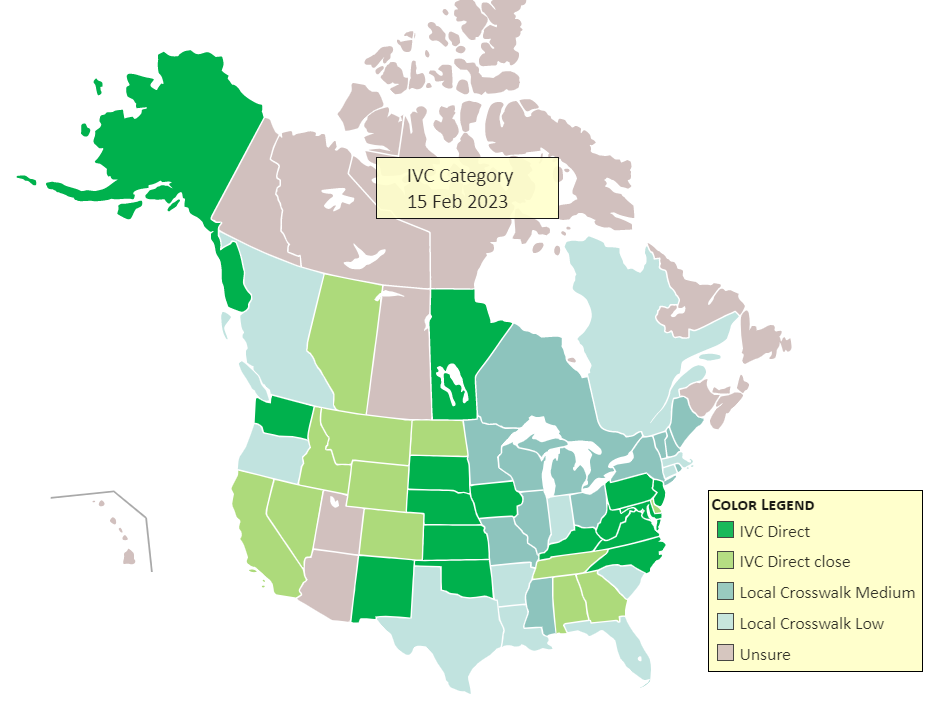 IVC Category
15 Feb 2023
Color Legend
IVC Direct
IVC Direct close
Local Crosswalk Medium
Local Crosswalk Low
Unsure